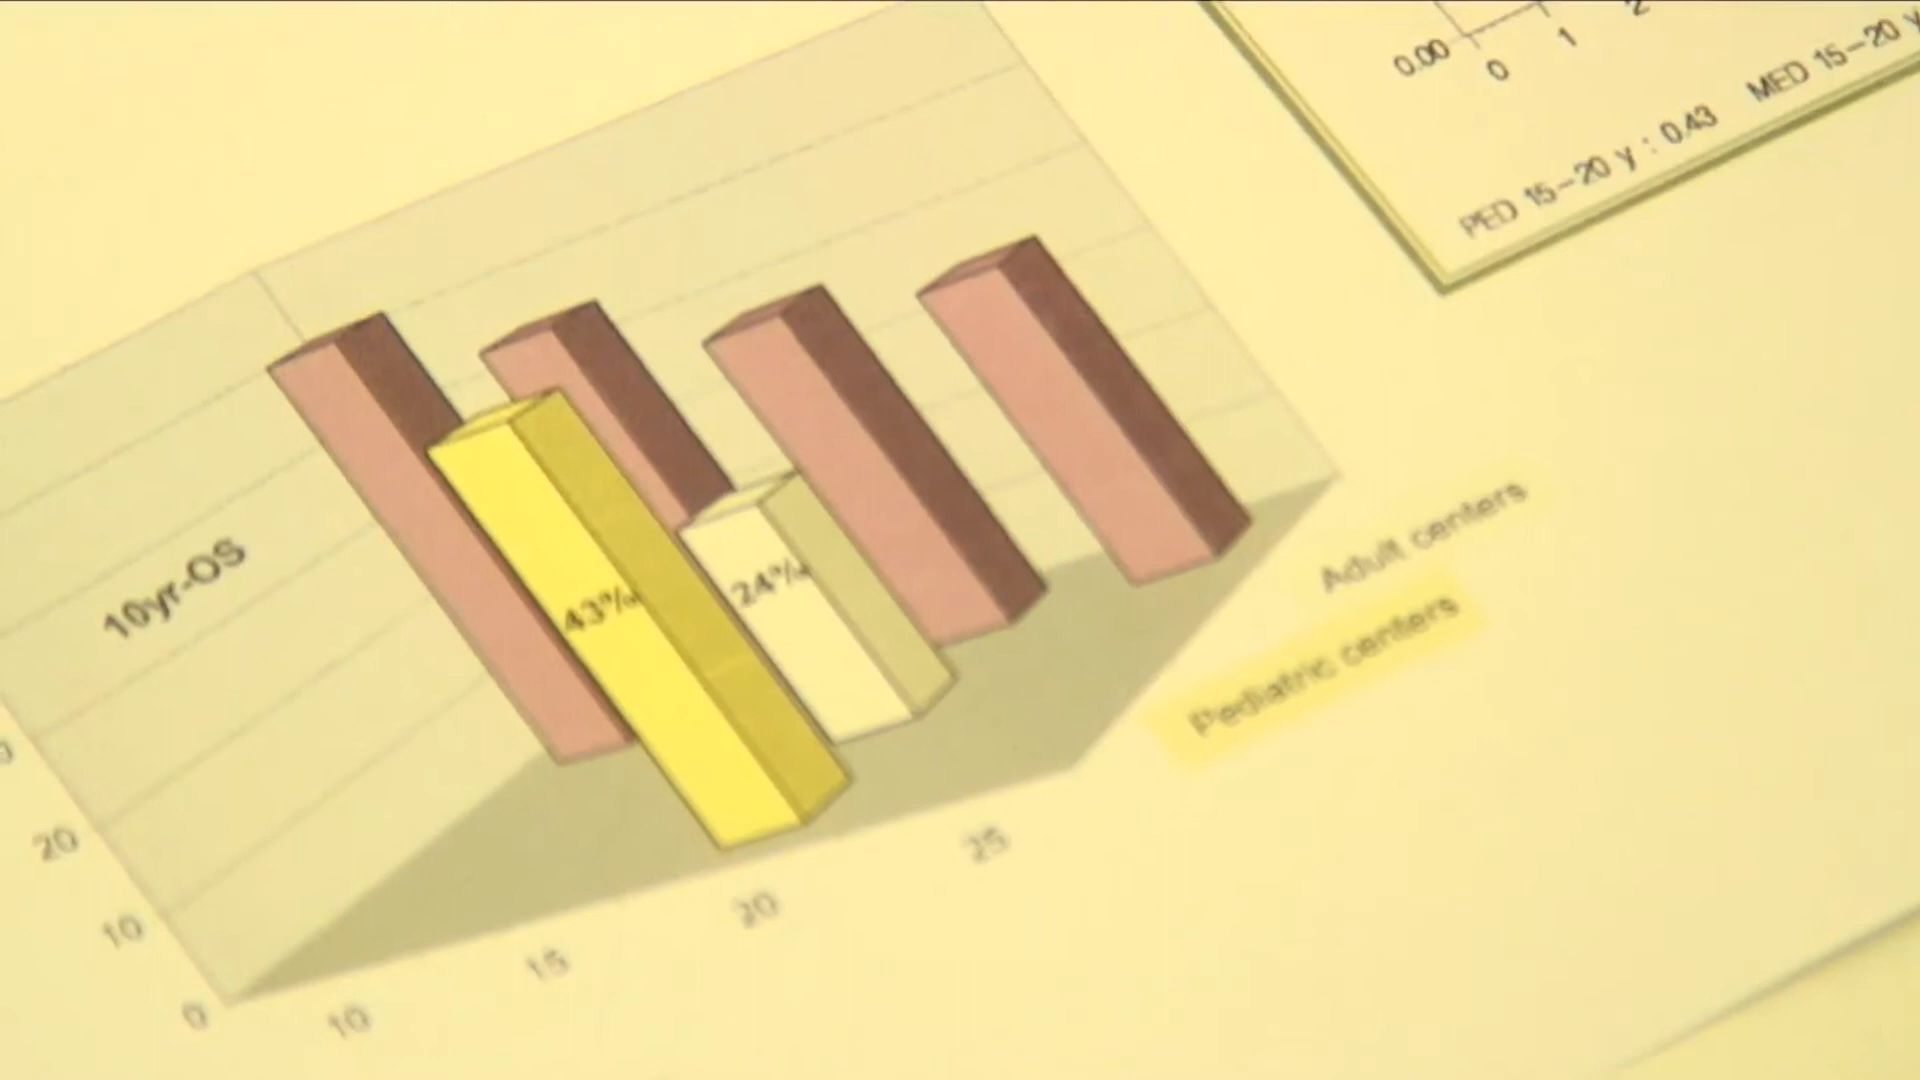 0.00
0
1
2
MED 15-20 y
PED 15-20 y : 0.43
10yr-OS
43%
24%
Adult centers
Pediatric centers
20
10
0
10
15
20
25